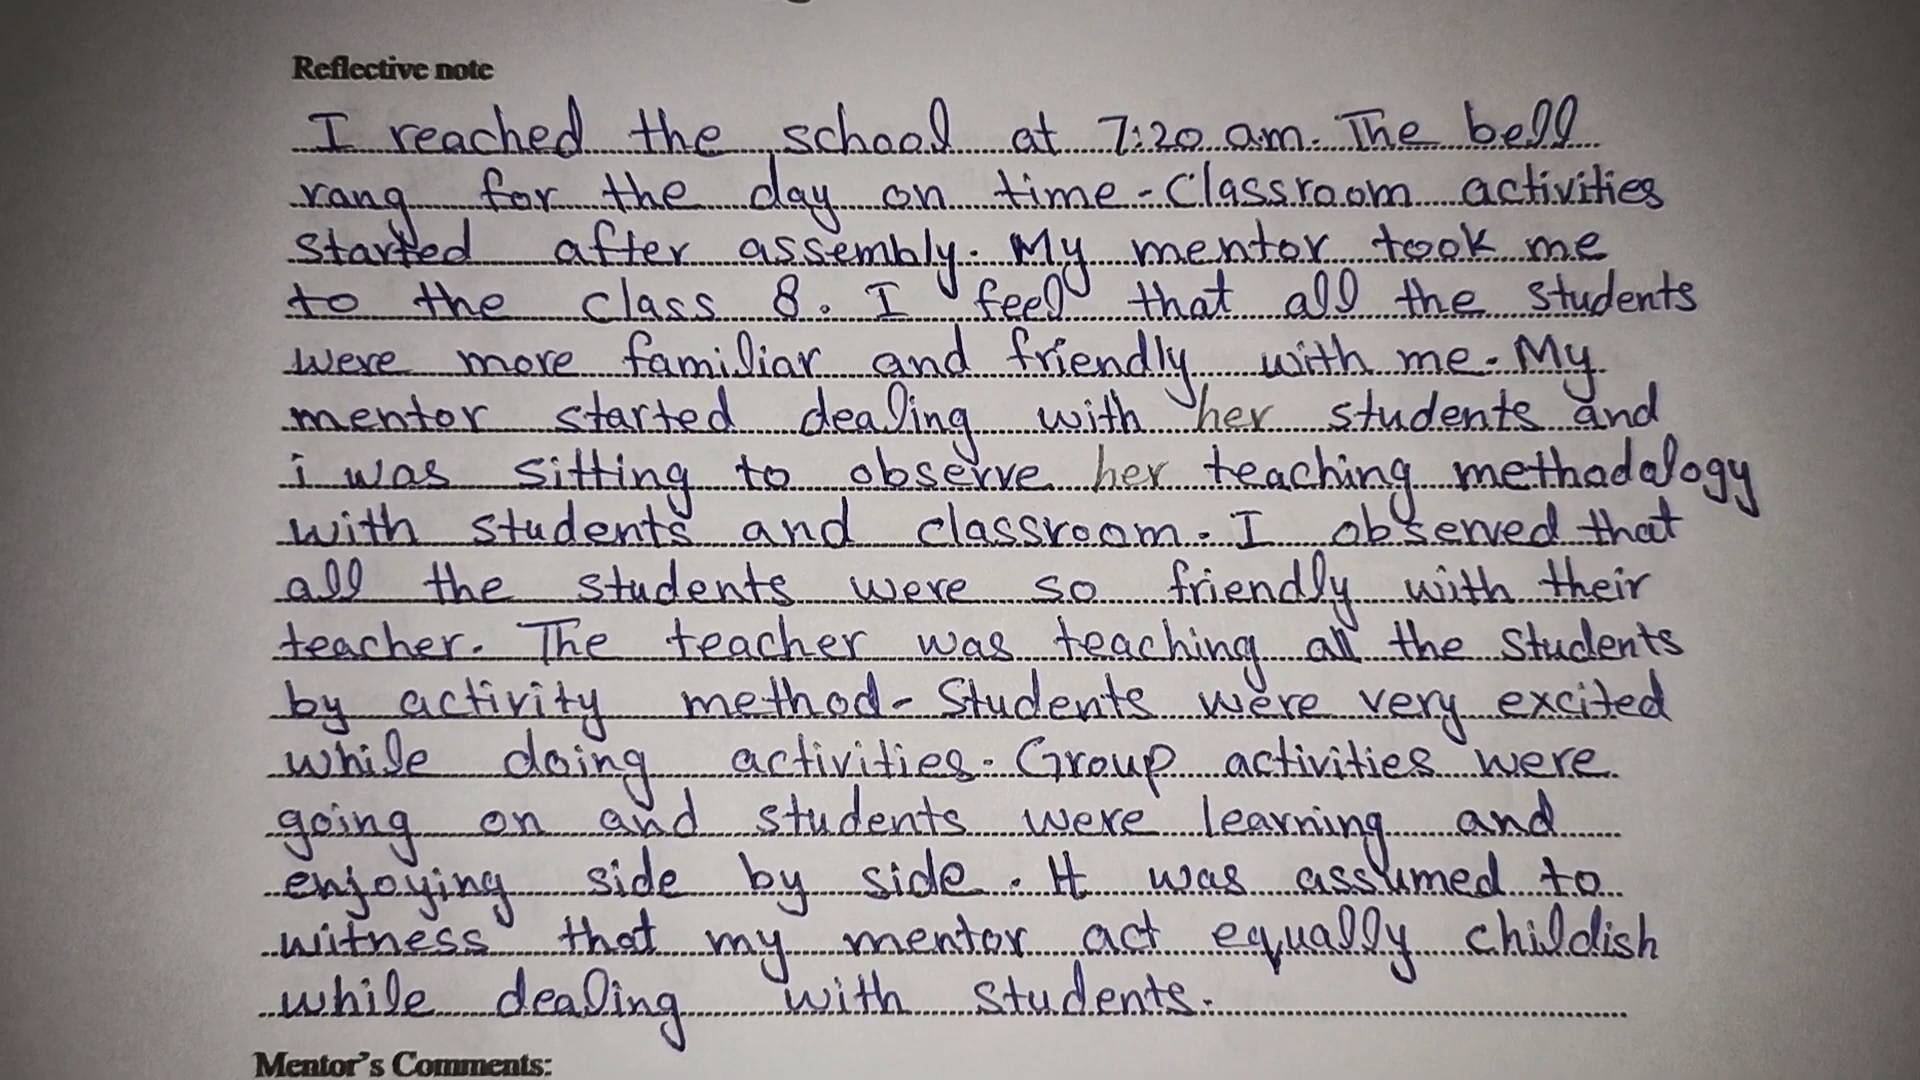 Reflective note
I reached the school at 7:20 am. The bell
rang for the day on time - Classroom activities
started after assembly. My mentor took me
to the class 8. I feel that all the students
were more familiar and friendly with me. My
mentor started dealing with her students and
i was sitting to observe her teaching methodology
with students and classroom. I observed that
all the students were so friendly with their
teacher. The teacher was teaching all the students
by activity method - Students were very excited
while doing activities. Group activities were
going on and students were learning and
enjoying side by side. It was assumed to
witness that my mentor act equally childish
while dealing with students.
Mentor's Comments: